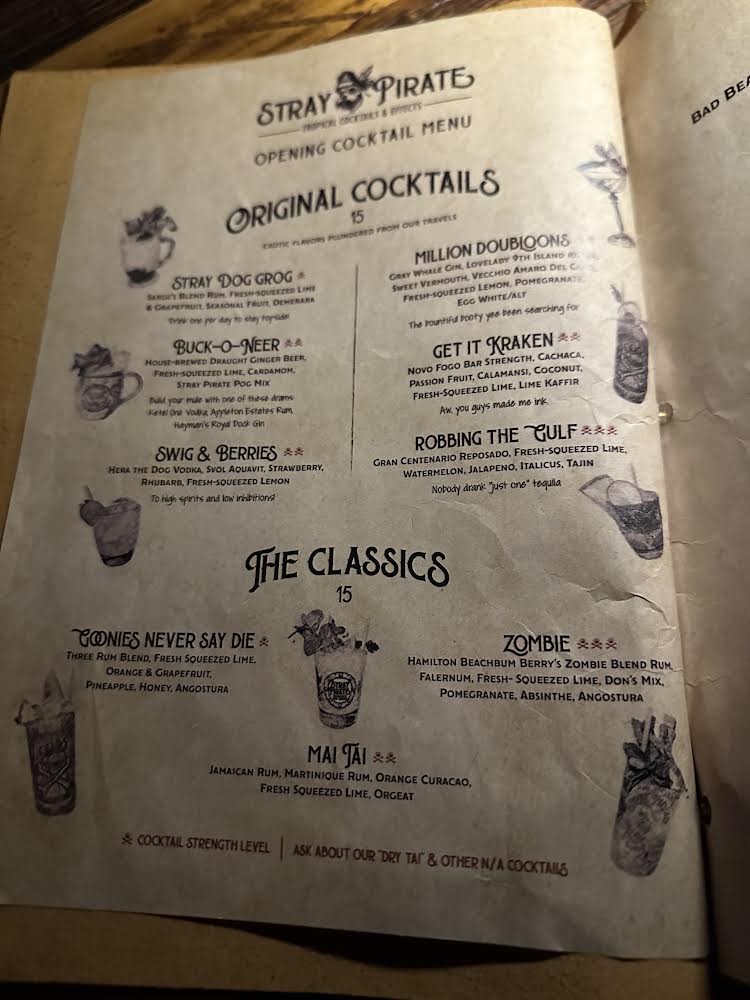 STRAY PIRATE
TROPICAL COCKTAILS & EFFECTS
OPENING COCKTAIL MENU
ORIGINAL COCKTAILS
15
EXOTIC FLAVORS PLUNDERED FROM OUR TRAVELS
STRAY DOG GROG
SARGE'S BLEND RUM, FRESH-SQUEEZED LIME
& GRAPEFRUIT, SEASONAL FRUIT, DEMERARA
Drink one per day to stay topside!
BUCK-O-NEER
HOUSE-BREWED DRAUGHT GINGER BEER,
FRESH-SQUEEZED LIME, CARDAMOM,
STRAY PIRATE POG MIX
Build your mule with one of these drams:
Ketel One Vodka, Appleton Estates Rum,
Hayman's Royal Dock Gin
SWIG & BERRIES
HERA THE DOG VODKA, SVOL AQUAVIT, STRAWBERRY,
RHUBARB, FRESH-SQUEEZED LEMON
To high spirits and low inhibitions!
MILLION DOUBLOONS
GRAY WHALE GIN, LOVELADY 9TH ISLAND
SWEET VERMOUTH, VECCHIO AMARO DEL
FRESH-SQUEEZED LEMON, POMEGRANATE,
EGG WHITE/ALT
The bountiful booty yee been searching for
GET IT KRAKEN
NOVO FOGO BAR STRENGTH, CACHACA,
PASSION FRUIT, CALAMANSI, COCONUT,
FRESH-SQUEEZED LIME, LIME KAFFIR
Aw, you guys made me ink.
ROBBING THE GULF
GRAN CENTENARIO REPOSADO, FRESH-SQUEEZED LIME,
WATERMELON, JALAPENO, ITALICUS, TAJIN
Nobody drank "just one" tequila
THE CLASSICS
15
GOONIES NEVER SAY DIE
THREE RUM BLEND, FRESH SQUEEZED LIME,
ORANGE & GRAPEFRUIT,
PINEAPPLE, HONEY, ANGOSTURA
STRAY
PIRATE
ZOMBIE
HAMILTON BEACHBUM BERRY'S ZOMBIE BLEND RUM,
FALERNUM, FRESH- SQUEEZED LIME, DON'S MIX,
POMEGRANATE, ABSINTHE, ANGOSTURA
MAI TAI
JAMAICAN RUM, MARTINIQUE RUM, ORANGE CURACAO,
FRESH SQUEEZED LIME, ORGEAT
COCKTAIL STRENGTH LEVEL | ASK ABOUT OUR "DRY TAI" & OTHER N/A COCKTAILS
BAD